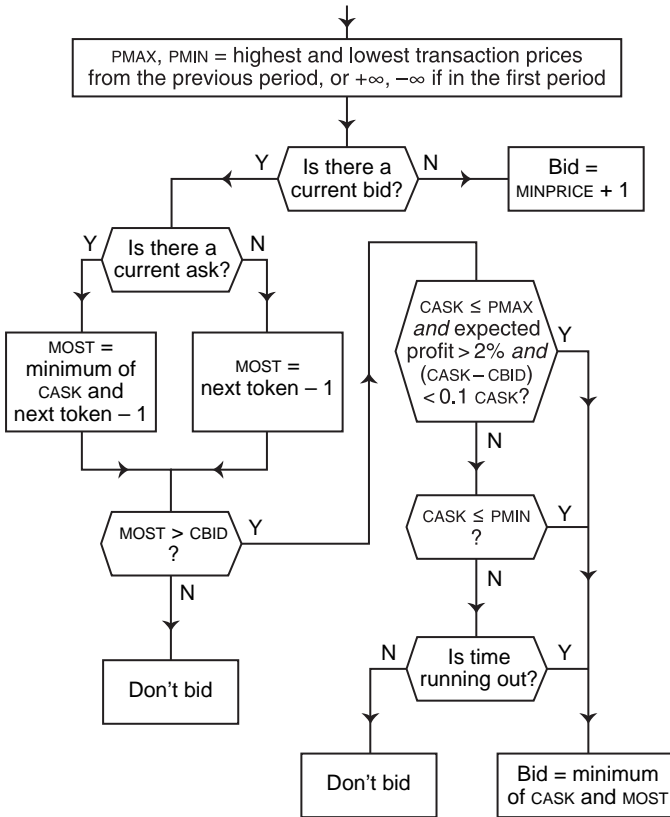 PMAX, PMIN = highest and lowest transaction prices
from the previous period, or +∞, −∞ if in the first period
Y
Is there a
current bid?
N
Bid =
MINPRICE + 1
Y
Is there a
current ask?
N
MOST =
minimum of
CASK and
next token – 1
MOST =
next token – 1
CASK ≤ PMAX
and expected
profit > 2% and
(CASK – CBID)
< 0.1 CASK?
Y
N
MOST > CBID
?
Y
N
CASK ≤ PMIN
?
Y
N
Don't bid
N
Is time
running out?
Y
Don't bid
Bid = minimum
of CASK and MOST